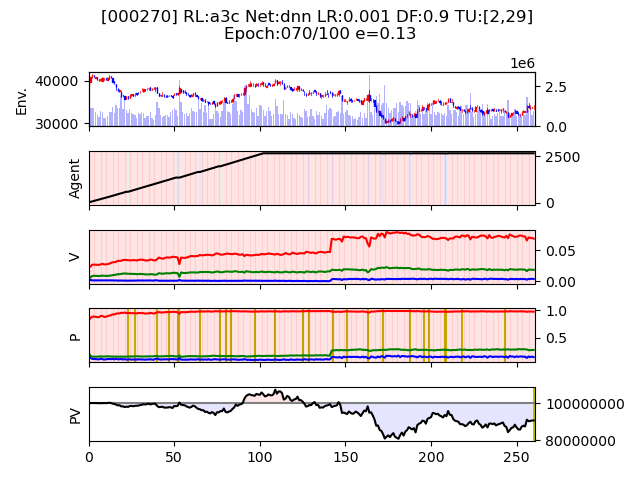 [000270] RL:a3c Net:dnn LR:0.001 DF:0.9 TU:[2,29]
Epoch:070/100 e=0.13
1e6
40000
30000
Env.
2.5
0.0
Agent
2500
0
V
0.05
0.00
P
1.0
0.5
PV
100000000
80000000
0 50 100 150 200 250